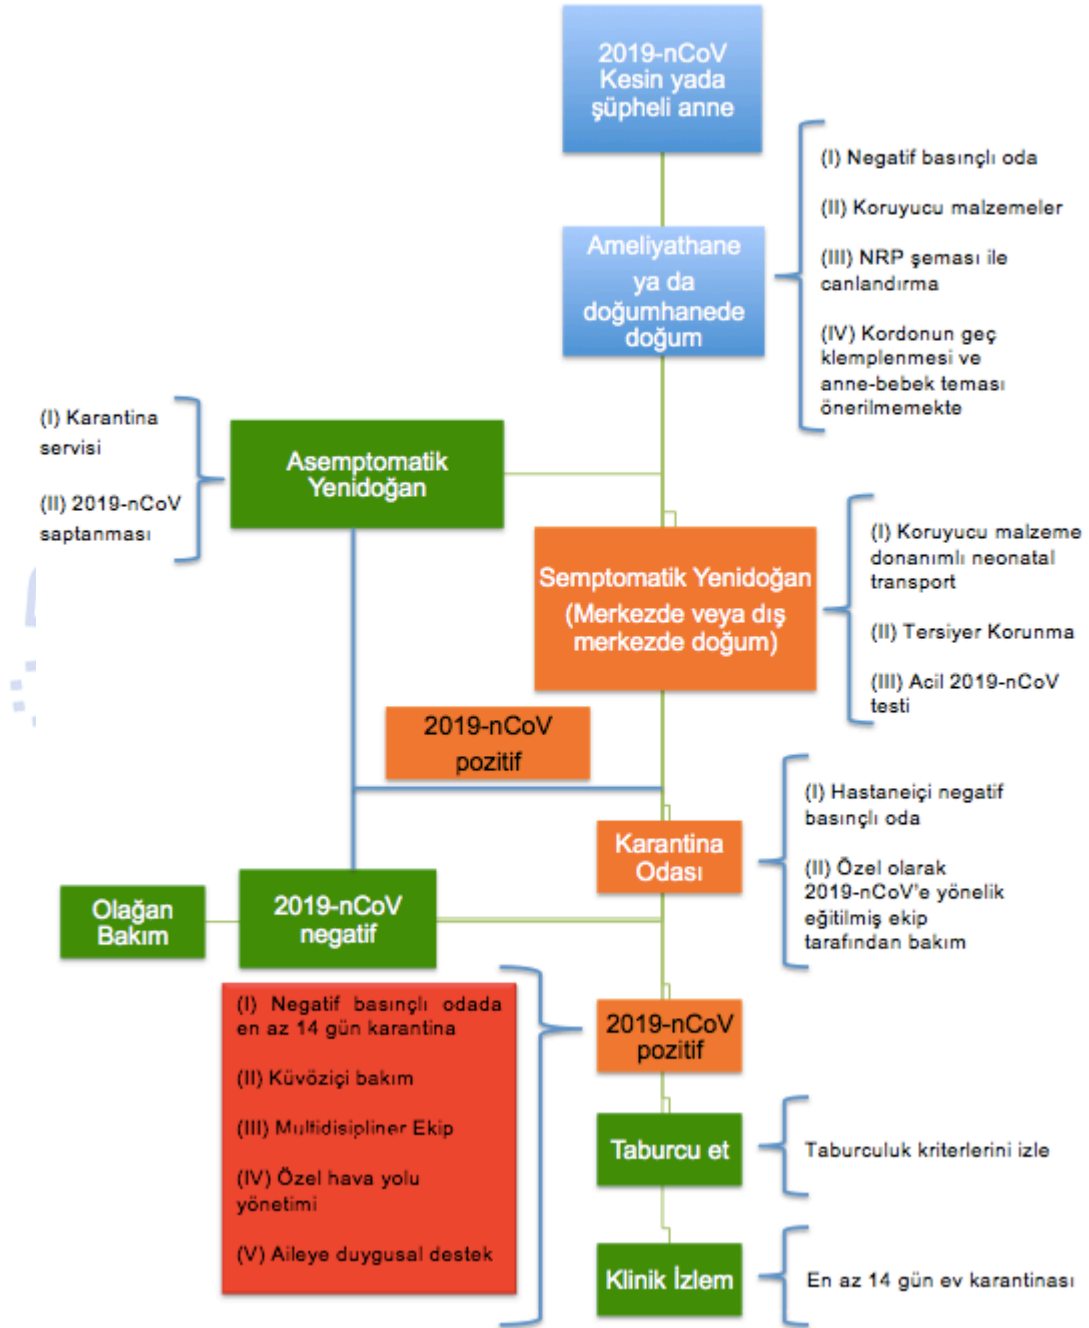 2019-nCoV
Kesin yada
şüpheli anne
(I) Negatif basınçlı oda
(II) Koruyucu malzemeler
(III) NRP şeması ile
canlandırma
(IV) Kordonun geç
klemplenmesi ve
anne-bebek teması
önerilmemekte
Ameliyathane
ya da
doğumhanede
doğum
(I) Karantina
servisi
(II) 2019-nCoV
saptanması
Asemptomatik
Yenidoğan
Semptomatik Yenidoğan
(Merkezde veya dış
merkezde doğum)
(I) Koruyucu malzeme
donanımlı neonatal
transport
(II) Tersiyer Korunma
(III) Acil 2019-nCoV
testi
2019-nCoV
pozitif
Karantina
Odası
(I) Hastaneiçi negatif
basınçlı oda
(II) Özel olarak
2019-nCoV'e yönelik
eğitilmiş ekip
tarafından bakım
Olağan
Bakım
2019-nCoV
negatif
(I) Negatif basınçlı odada
en az 14 gün karantina
(II) Küvöziçi bakım
(III) Multidisipliner Ekip
(IV) Özel hava yolu
yönetimi
(V) Aileye duygusal destek
2019-nCoV
pozitif
Taburcu et
Taburculuk kriterlerini izle
Klinik İzlem
En az 14 gün ev karantinası